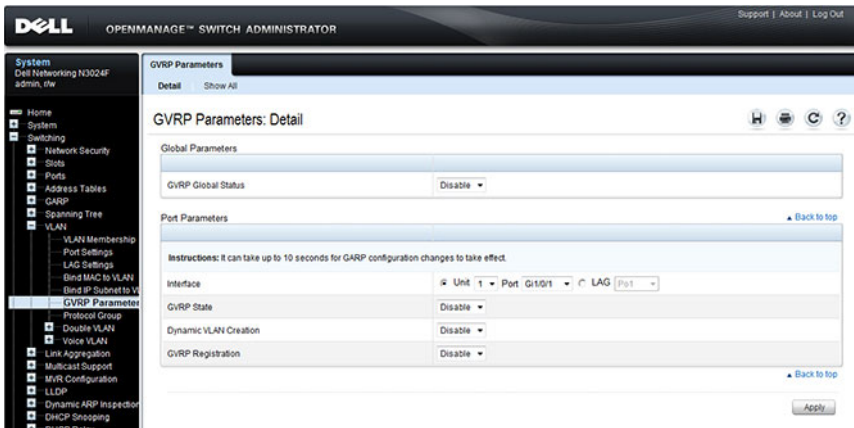 DELL
OPENMANAGE™ SWITCH ADMINISTRATOR
Support | About | Log Out
System
Dell Networking N3024F
admin, r/w
Home
System
Switching
Network Security
Slots
Ports
Address Tables
GARP
Spanning Tree
VLAN
VLAN Membership
Port Settings
LAG Settings
Bind MAC to VLAN
Bind IP Subnet to VL
GVRP Parameter
Protocol Group
Double VLAN
Voice VLAN
Link Aggregation
Multicast Support
MVR Configuration
LLDP
Dynamic ARP Inspection
DHCP Snooping
GVRP Parameters
Detail Show All
GVRP Parameters: Detail
Global Parameters
GVRP Global Status Disable
Port Parameters
Back to top
Instructions: It can take up to 10 seconds for GARP configuration changes to take effect.
Interface Unit 1 Port Gi1/0/1 LAG Po1
GVRP State Disable
Dynamic VLAN Creation Disable
GVRP Registration Disable
Back to top
Apply